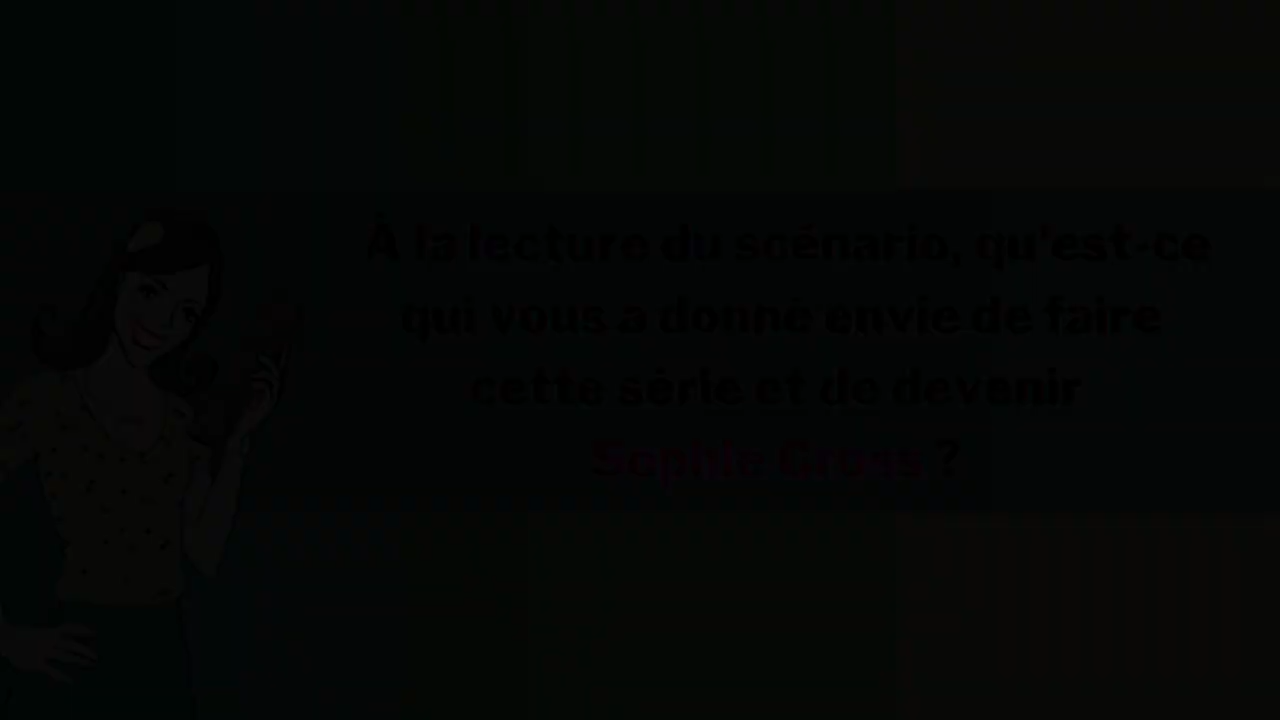 À la lecture du scénario, qu'est-ce
qui vous a donné envie de faire
cette série et de devenir
Sophie Gross ?